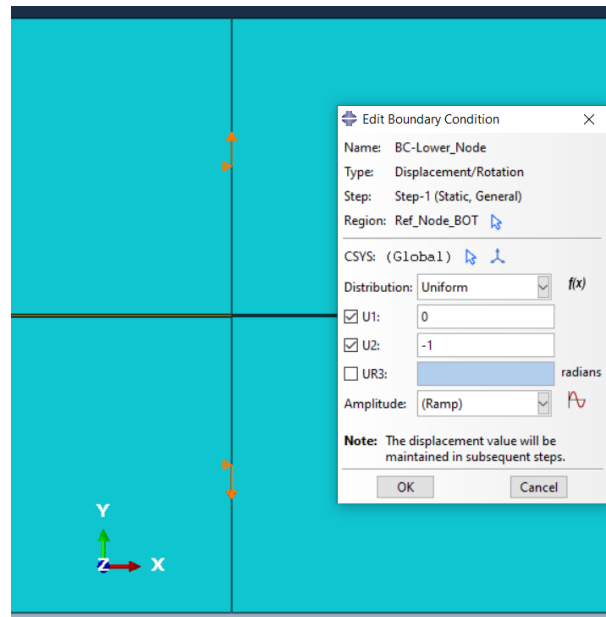 Edit Boundary Condition
Name: BC-Lower_Node
Type: Displacement/Rotation
Step: Step-1 (Static, General)
Region: Ref_Node_BOT
CSYS: (Global)
Distribution: Uniform f(x)
U1: 0
U2: -1
UR3: radians
Amplitude: (Ramp)
Note: The displacement value will be
maintained in subsequent steps.
OK Cancel
Y
Z X